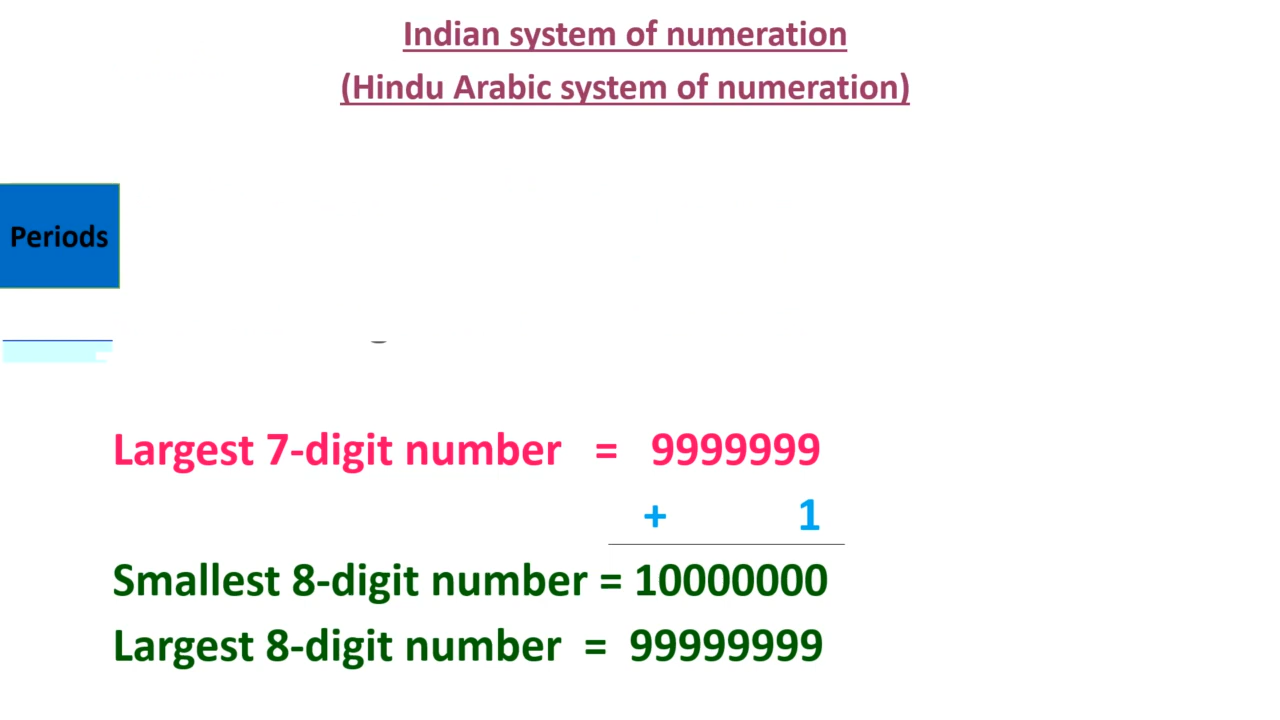 Indian system of numeration
(Hindu Arabic system of numeration)
Periods
Largest 7-digit number = 9999999
+ 1
Smallest 8-digit number = 10000000
Largest 8-digit number = 99999999